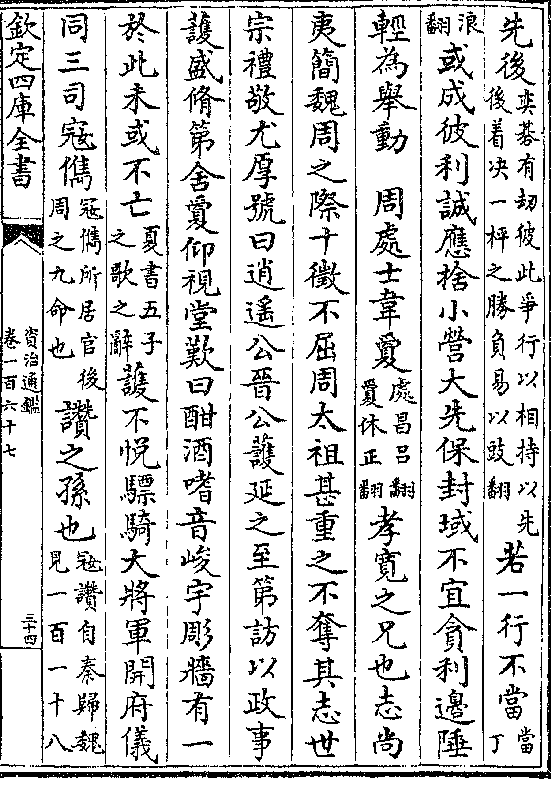 先後奕棊有劫彼此爭行以相持以先後着决一枰之勝負易以豉翻若一行不當當丁
浪翻或成彼利誠應捨小營大先保封域不宜貪利邊陲
輕為舉動　周處士韋敻處昌呂翻敻休正翻孝寬之兄也志尚
夷簡魏周之際十徵不屈周太祖甚重之不奪其志世
宗禮敬尤厚號曰逍遙公晉公護延之至第訪以政事
護盛脩第舍敻仰視堂歎曰酣酒嗜音峻宇彫牆有一
於此未或不亡夏書五子之歌之辭護不悅驃騎大將軍開府儀
同三司寇儁寇儁所居官後周之九命也讚之孫也寇讚自秦歸魏見一百一十八
欽定四庫全書
資治通鑑
卷一百六十七
三十四